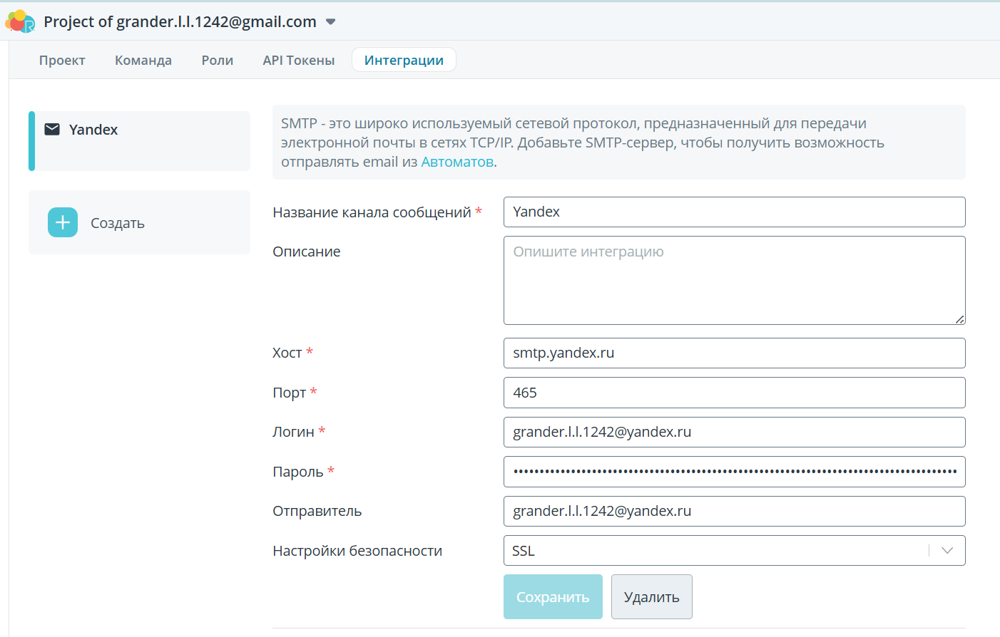 Project of grander.l.l.1242@gmail.com
Проект Команда Роли API Токены Интеграции
Yandex
Создать
SMTP - это широко используемый сетевой протокол, предназначенный для передачи
электронной почты в сетях TCP/IP. Добавьте SMTP-сервер, чтобы получить возможность
отправлять email из Автоматов.
Название канала сообщений * Yandex
Описание Опишите интеграцию
Хост * smtp.yandex.ru
Порт * 465
Логин * grander.l.l.1242@yandex.ru
Пароль *
Отправитель grander.l.l.1242@yandex.ru
Настройки безопасности SSL
Сохранить Удалить